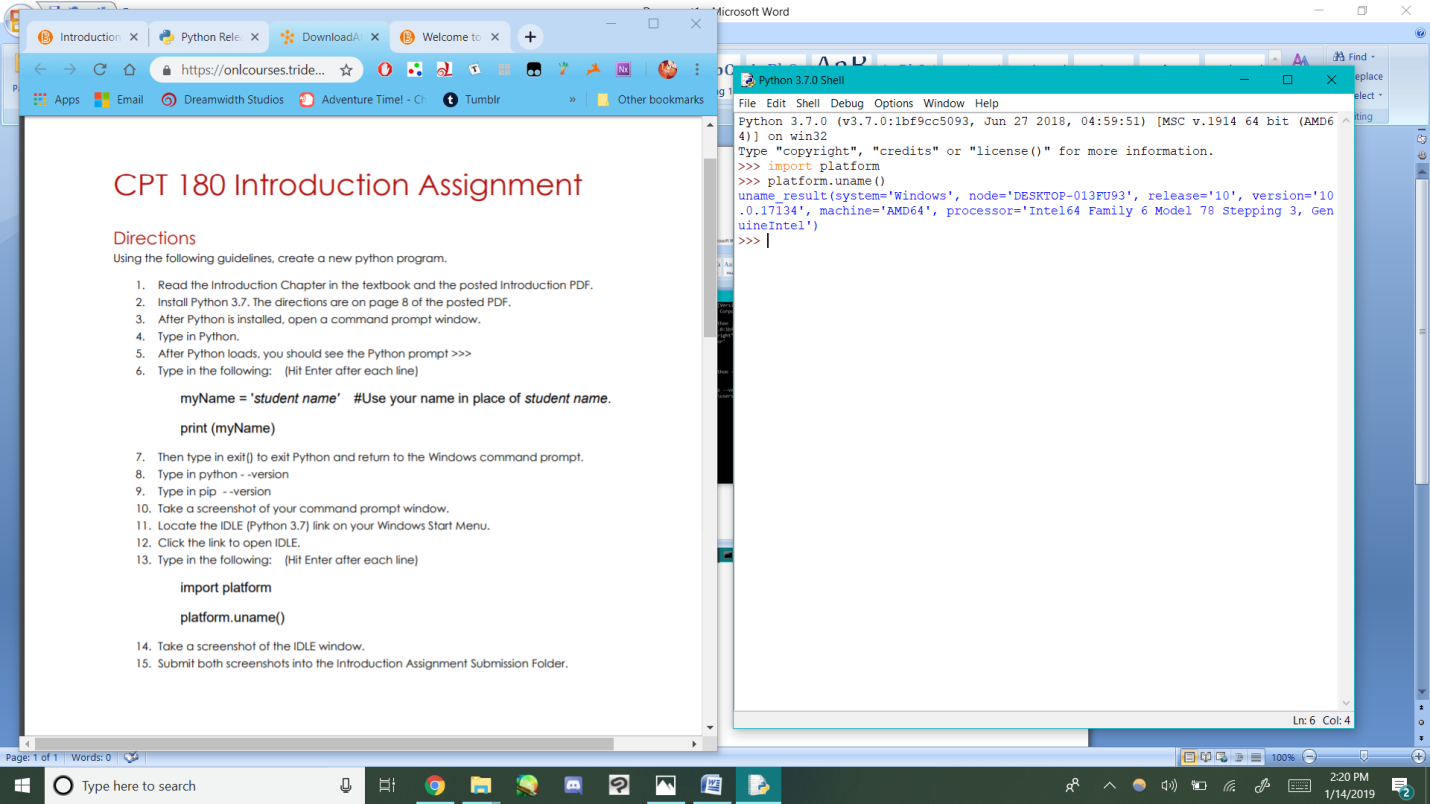 Microsoft Word
Introduction
Python Rele
DownloadA
Welcome to
https://onlcourses.tride...
Apps
Email
Dreamwidth Studios
Adventure Time! - Ch
Tumblr
»
Other bookmarks
CPT 180 Introduction Assignment
Directions
Using the following guidelines, create a new python program.
1. Read the Introduction Chapter in the textbook and the posted Introduction PDF.
2. Install Python 3.7. The directions are on page 8 of the posted PDF.
3. After Python is installed, open a command prompt window.
4. Type in Python.
5. After Python loads, you should see the Python prompt >>>
6. Type in the following: (Hit Enter after each line)
myName = 'student name' #Use your name in place of student name.
print (myName)
7. Then type in exit() to exit Python and return to the Windows command prompt.
8. Type in python - -version
9. Type in pip - -version
10. Take a screenshot of your command prompt window.
11. Locate the IDLE (Python 3.7) link on your Windows Start Menu.
12. Click the link to open IDLE.
13. Type in the following: (Hit Enter after each line)
import platform
platform.uname()
14. Take a screenshot of the IDLE window.
15. Submit both screenshots into the Introduction Assignment Submission Folder.
Find
eplace
elect
ting
Python 3.7.0 Shell
File Edit Shell Debug Options Window Help
Python 3.7.0 (v3.7.0:1bf9cc5093, Jun 27 2018, 04:59:51) [MSC v.1914 64 bit (AMD6
4)] on win32
Type "copyright", "credits" or "license()" for more information.
>>> import platform
>>> platform.uname()
uname_result(system='Windows', node='DESKTOP-013FU93', release='10', version='10
.0.17134', machine='AMD64', processor='Intel64 Family 6 Model 78 Stepping 3, Gen
uineIntel')
>>>
Ln: 6 Col: 4
Page: 1 of 1 Words: 0
100%
Type here to search
2:20 PM
1/14/2019
2